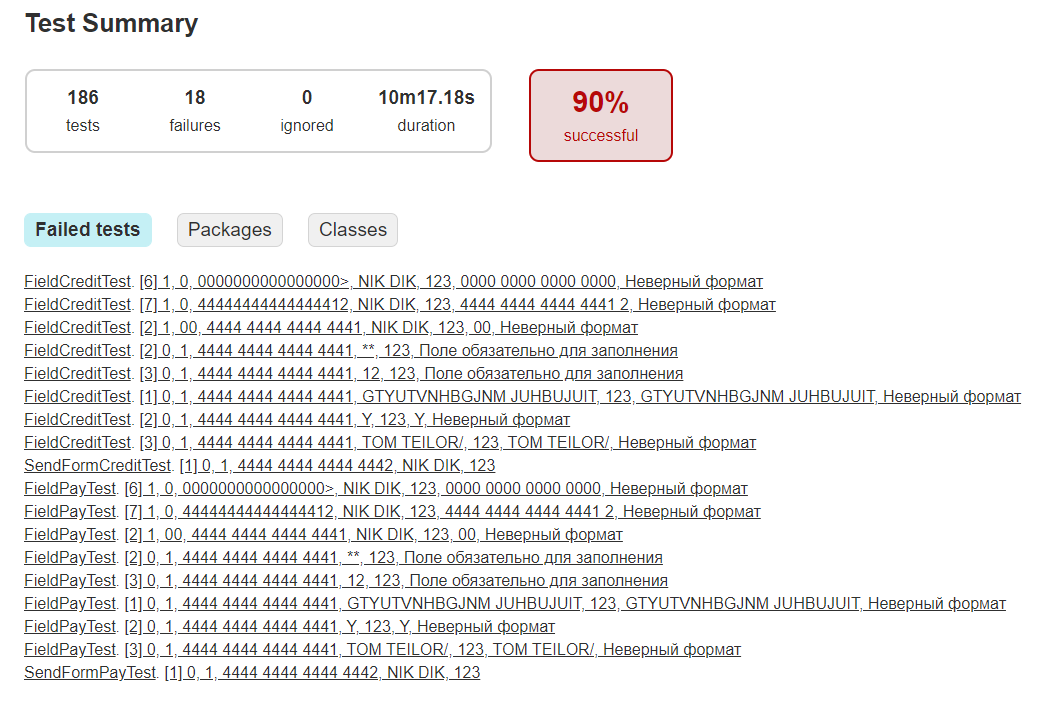 Test Summary
186 18 0 10m17.18s
tests failures ignored duration
90%
successful
Failed tests Packages Classes
FieldCreditTest. [6] 1, 0, 0000000000000000>, NIK DIK, 123, 0000 0000 0000 0000, Неверный формат
FieldCreditTest. [7] 1, 0, 44444444444444412, NIK DIK, 123, 4444 4444 4444 4441 2, Неверный формат
FieldCreditTest. [2] 1, 00, 4444 4444 4444 4441, NIK DIK, 123, 00, Неверный формат
FieldCreditTest. [2] 0, 1, 4444 4444 4444 4441, **, 123, Поле обязательно для заполнения
FieldCreditTest. [3] 0, 1, 4444 4444 4444 4441, 12, 123, Поле обязательно для заполнения
FieldCreditTest. [1] 0, 1, 4444 4444 4444 4441, GTYUTVNHBGJNM JUHBUJUIT, 123, GTYUTVNHBGJNM JUHBUJUIT, Неверный формат
FieldCreditTest. [2] 0, 1, 4444 4444 4444 4441, Y, 123, Y, Неверный формат
FieldCreditTest. [3] 0, 1, 4444 4444 4444 4441, TOM TEILOR/, 123, TOM TEILOR/, Неверный формат
SendFormCreditTest. [1] 0, 1, 4444 4444 4444 4442, NIK DIK, 123
FieldPayTest. [6] 1, 0, 0000000000000000>, NIK DIK, 123, 0000 0000 0000 0000, Неверный формат
FieldPayTest. [7] 1, 0, 44444444444444412, NIK DIK, 123, 4444 4444 4444 4441 2, Неверный формат
FieldPayTest. [2] 1, 00, 4444 4444 4444 4441, NIK DIK, 123, 00, Неверный формат
FieldPayTest. [2] 0, 1, 4444 4444 4444 4441, **, 123, Поле обязательно для заполнения
FieldPayTest. [3] 0, 1, 4444 4444 4444 4441, 12, 123, Поле обязательно для заполнения
FieldPayTest. [1] 0, 1, 4444 4444 4444 4441, GTYUTVNHBGJNM JUHBUJUIT, 123, GTYUTVNHBGJNM JUHBUJUIT, Неверный формат
FieldPayTest. [2] 0, 1, 4444 4444 4444 4441, Y, 123, Y, Неверный формат
FieldPayTest. [3] 0, 1, 4444 4444 4444 4441, TOM TEILOR/, 123, TOM TEILOR/, Неверный формат
SendFormPayTest. [1] 0, 1, 4444 4444 4444 4442, NIK DIK, 123